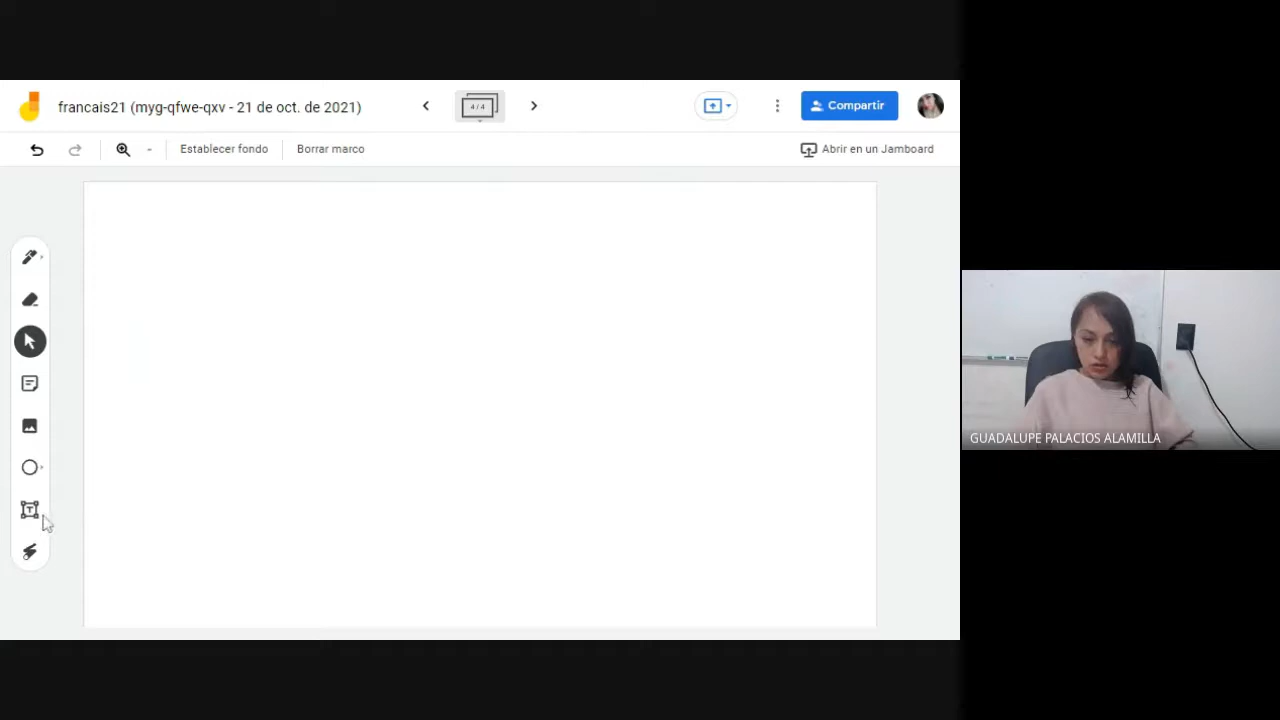 francais21 (myg-qfwe-qxv - 21 de oct. de 2021)
4 / 4
Compartir
Establecer fondo
Borrar marco
Abrir en un Jamboard
T
GUADALUPE PALACIOS ALAMILLA